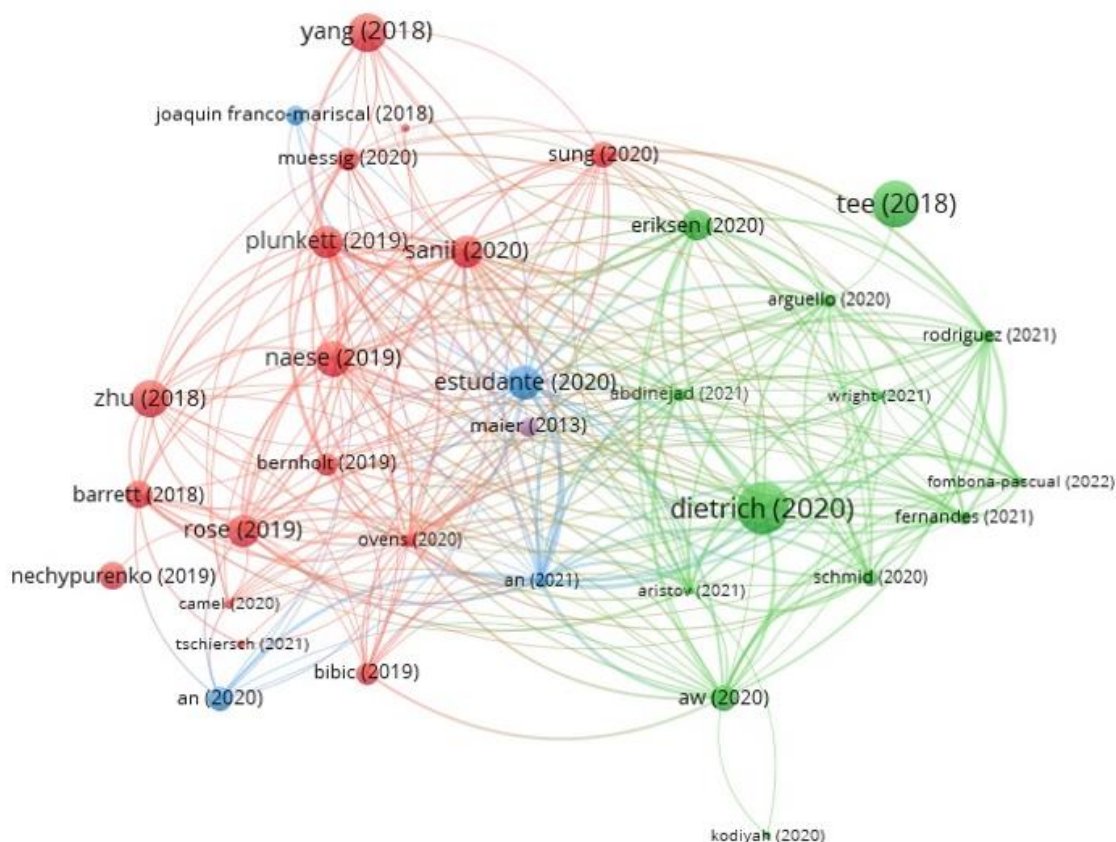 yang (2018)
joaquin franco-mariscal (2018)
muessig (2020)
sung (2020)
tee (2018)
eriksen (2020)
plunkett (2019)
sanii (2020)
arguello (2020)
rodriguez (2021)
naese (2019)
estudante (2020)
abdinejad (2021)
wright (2021)
zhu (2018)
maier (2013)
bernholt (2019)
fombona-pascual (2022)
barrett (2018)
dietrich (2020)
fernandes (2021)
rose (2019)
ovens (2020)
nechypurenko (2019)
an (2021)
schmid (2020)
aristov (2021)
camel (2020)
tschiersch (2021)
bibic (2019)
an (2020)
aw (2020)
kodiyah (2020)